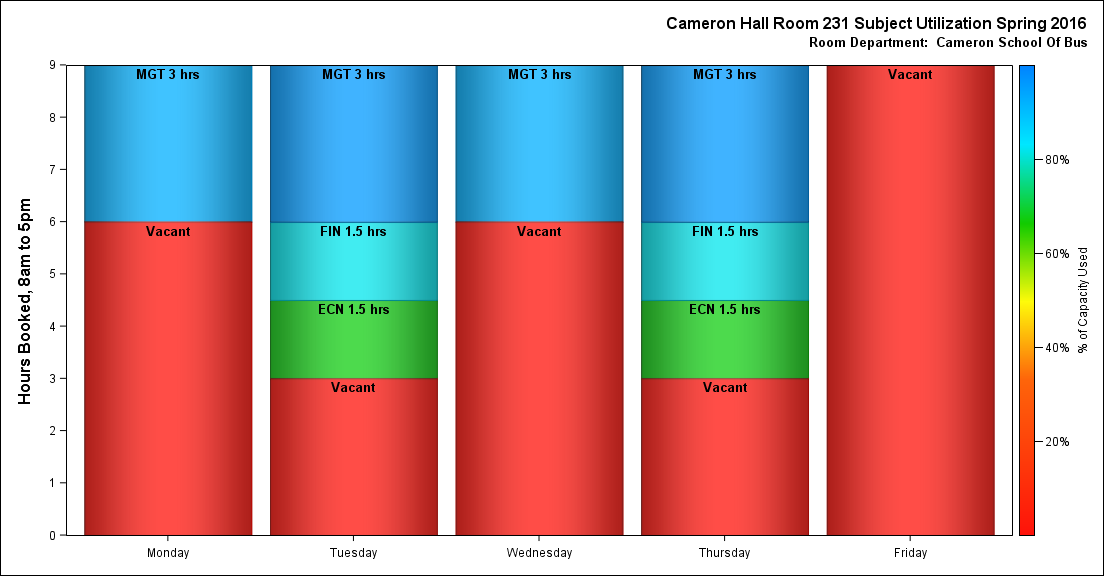 Cameron Hall Room 231 Subject Utilization Spring 2016
Room Department:  Cameron School Of Bus
Hours Booked, 8am to 5pm
9
8
7
6
5
4
3
2
1
0
MGT 3 hrs
Vacant
MGT 3 hrs
FIN 1.5 hrs
ECN 1.5 hrs
Vacant
MGT 3 hrs
Vacant
MGT 3 hrs
FIN 1.5 hrs
ECN 1.5 hrs
Vacant
Vacant
Monday
Tuesday
Wednesday
Thursday
Friday
80%
60%
40%
20%
% of Capacity Used